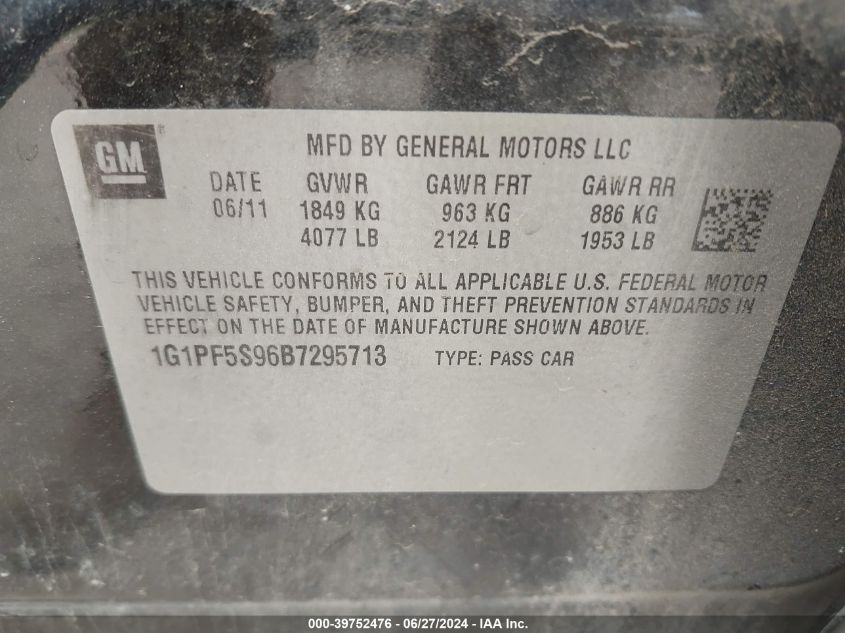 GM
MFD BY GENERAL MOTORS LLC
DATE GVWR GAWR FRT GAWR RR
06/11 1849 KG 963 KG 886 KG
4077 LB 2124 LB 1953 LB
THIS VEHICLE CONFORMS TO ALL APPLICABLE U.S. FEDERAL MOTOR
VEHICLE SAFETY, BUMPER, AND THEFT PREVENTION STANDARDS IN
EFFECT ON THE DATE OF MANUFACTURE SHOWN ABOVE.
1G1PF5S96B7295713 TYPE: PASS CAR
000-39752476 - 06/27/2024 - IAA Inc.